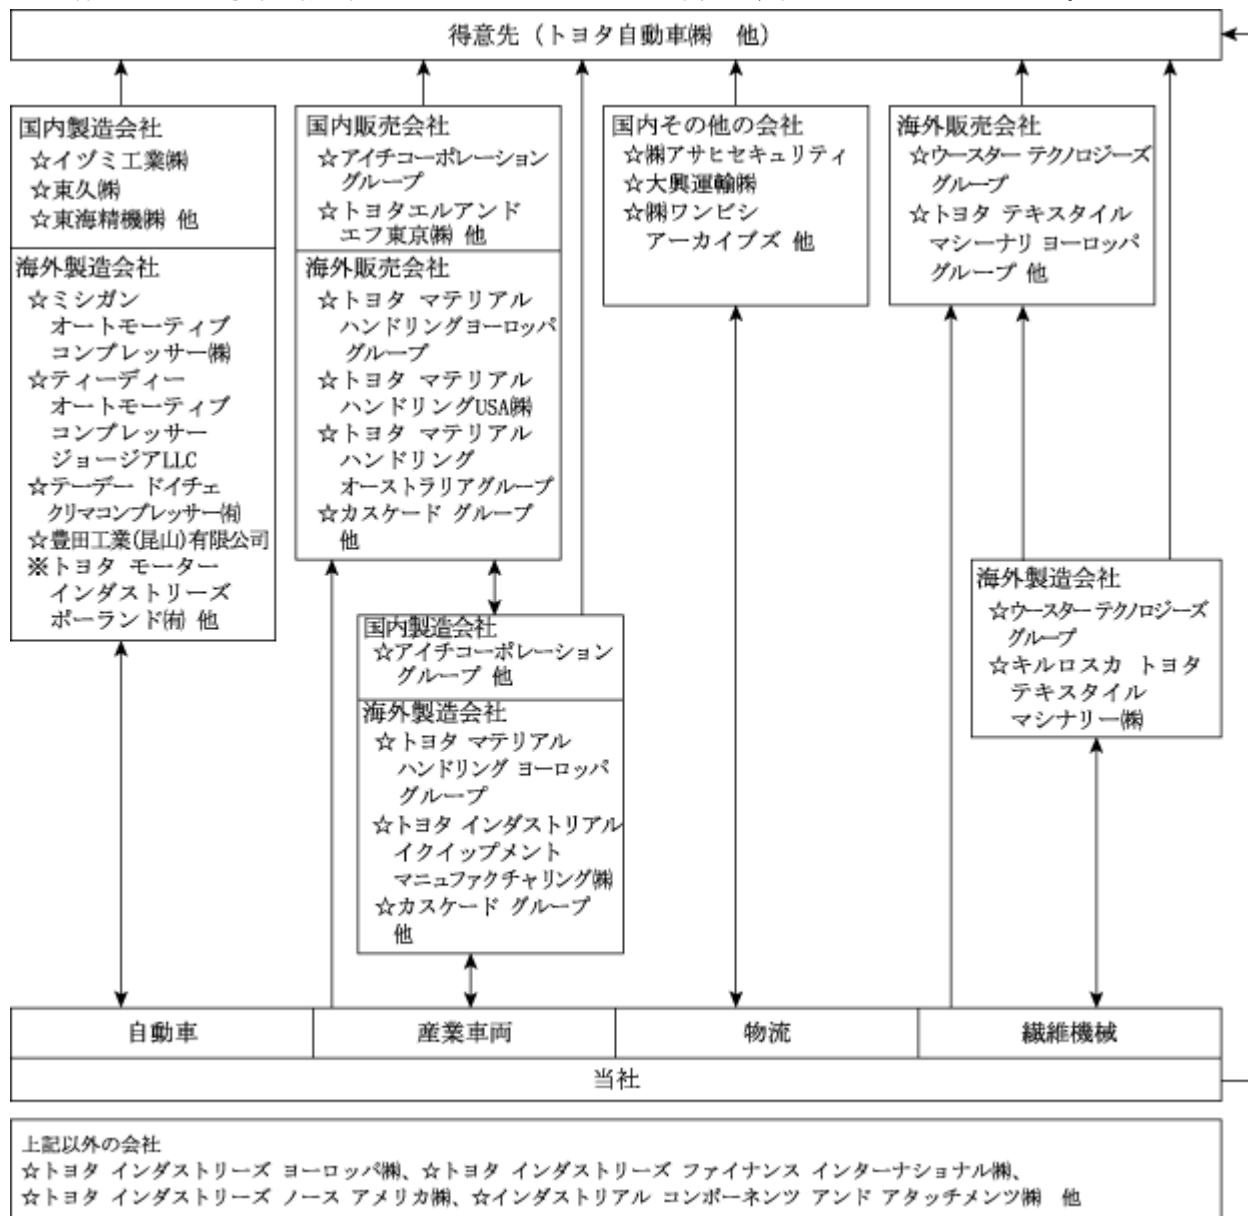 得意先（トヨタ自動車㈱　他）
国内製造会社
☆イヅミ工業㈱
☆東久㈱
☆東海精機㈱ 他
海外製造会社
☆ミシガン
オートモーティブ
コンプレッサー㈱
☆ティーディー
オートモーティブ
コンプレッサー
ジョージアLLC
☆テーデー ドイチェ
クリマコンプレッサー㈲
☆豊田工業(昆山)有限公司
※トヨタ モーター
インダストリーズ
ポーランド㈲ 他
国内販売会社
☆アイチコーポレーション
グループ
☆トヨタエルアンド
エフ東京㈱ 他
海外販売会社
☆トヨタ マテリアル
ハンドリングヨーロッパ
グループ
☆トヨタ マテリアル
ハンドリングUSA㈱
☆トヨタ マテリアル
ハンドリング
オーストラリアグループ
☆カスケード グループ
他
国内製造会社
☆アイチコーポレーション
グループ 他
海外製造会社
☆トヨタ マテリアル
ハンドリング ヨーロッパ
グループ
☆トヨタ インダストリアル
イクイップメント
マニュファクチャリング㈱
☆カスケード グループ
他
国内その他の会社
☆㈱アサヒセキュリティ
☆大興運輸㈱
☆㈱ワンビシ
アーカイブズ 他
海外販売会社
☆ウースター テクノロジーズ
グループ
☆トヨタ テキスタイル
マシーナリ ヨーロッパ
グループ 他
海外製造会社
☆ウースター テクノロジーズ
グループ
☆キルロスカ トヨタ
テキスタイル
マシナリー㈱
自動車
産業車両
物流
繊維機械
当社
上記以外の会社
☆トヨタ インダストリーズ ヨーロッパ㈱、☆トヨタ インダストリーズ ファイナンス インターナショナル㈱、
☆トヨタ インダストリーズ ノース アメリカ㈱、☆インダストリアル コンポーネンツ アンド アタッチメンツ㈱　他